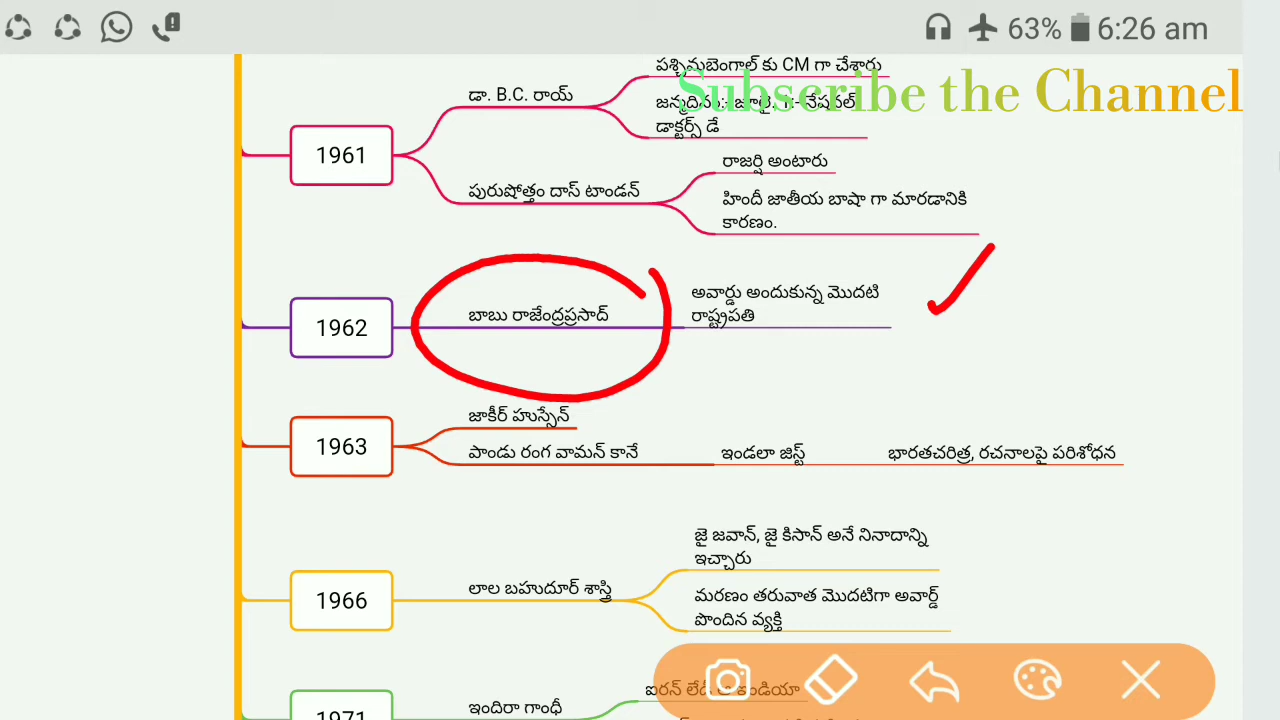 63% 6:26 am
పశ్చిమబెంగాల్ కు CM గా చేశారు
Subscribe the Channel
డా. B.C. రాయ్
డాక్టర్స్ డే
1961
రాజర్షి అంటారు
పురుషోత్తం దాస్ టాండన్
హిందీ జాతీయ బాషా గా మారడానికి
కారణం.
అవార్డు అందుకున్న మొదటి
రాష్ట్రపతి
1962
బాబు రాజేంద్రప్రసాద్
జాకీర్ హుస్సేన్
1963
పాండు రంగ వామన్ కానే
ఇండలా జిస్ట్
భారతచరిత్ర, రచనాలపై పరిశోధన
జై జవాన్, జై కిసాన్ అనే నినాదాన్ని
ఇచ్చారు
1966
లాల బహుదూర్ శాస్త్రి
మరణం తరువాత మొదటిగా అవార్డ్
పొందిన వ్యక్తి
ఐరన్ లేడీ ఇండియా
1971
ఇందిరా గాంధీ